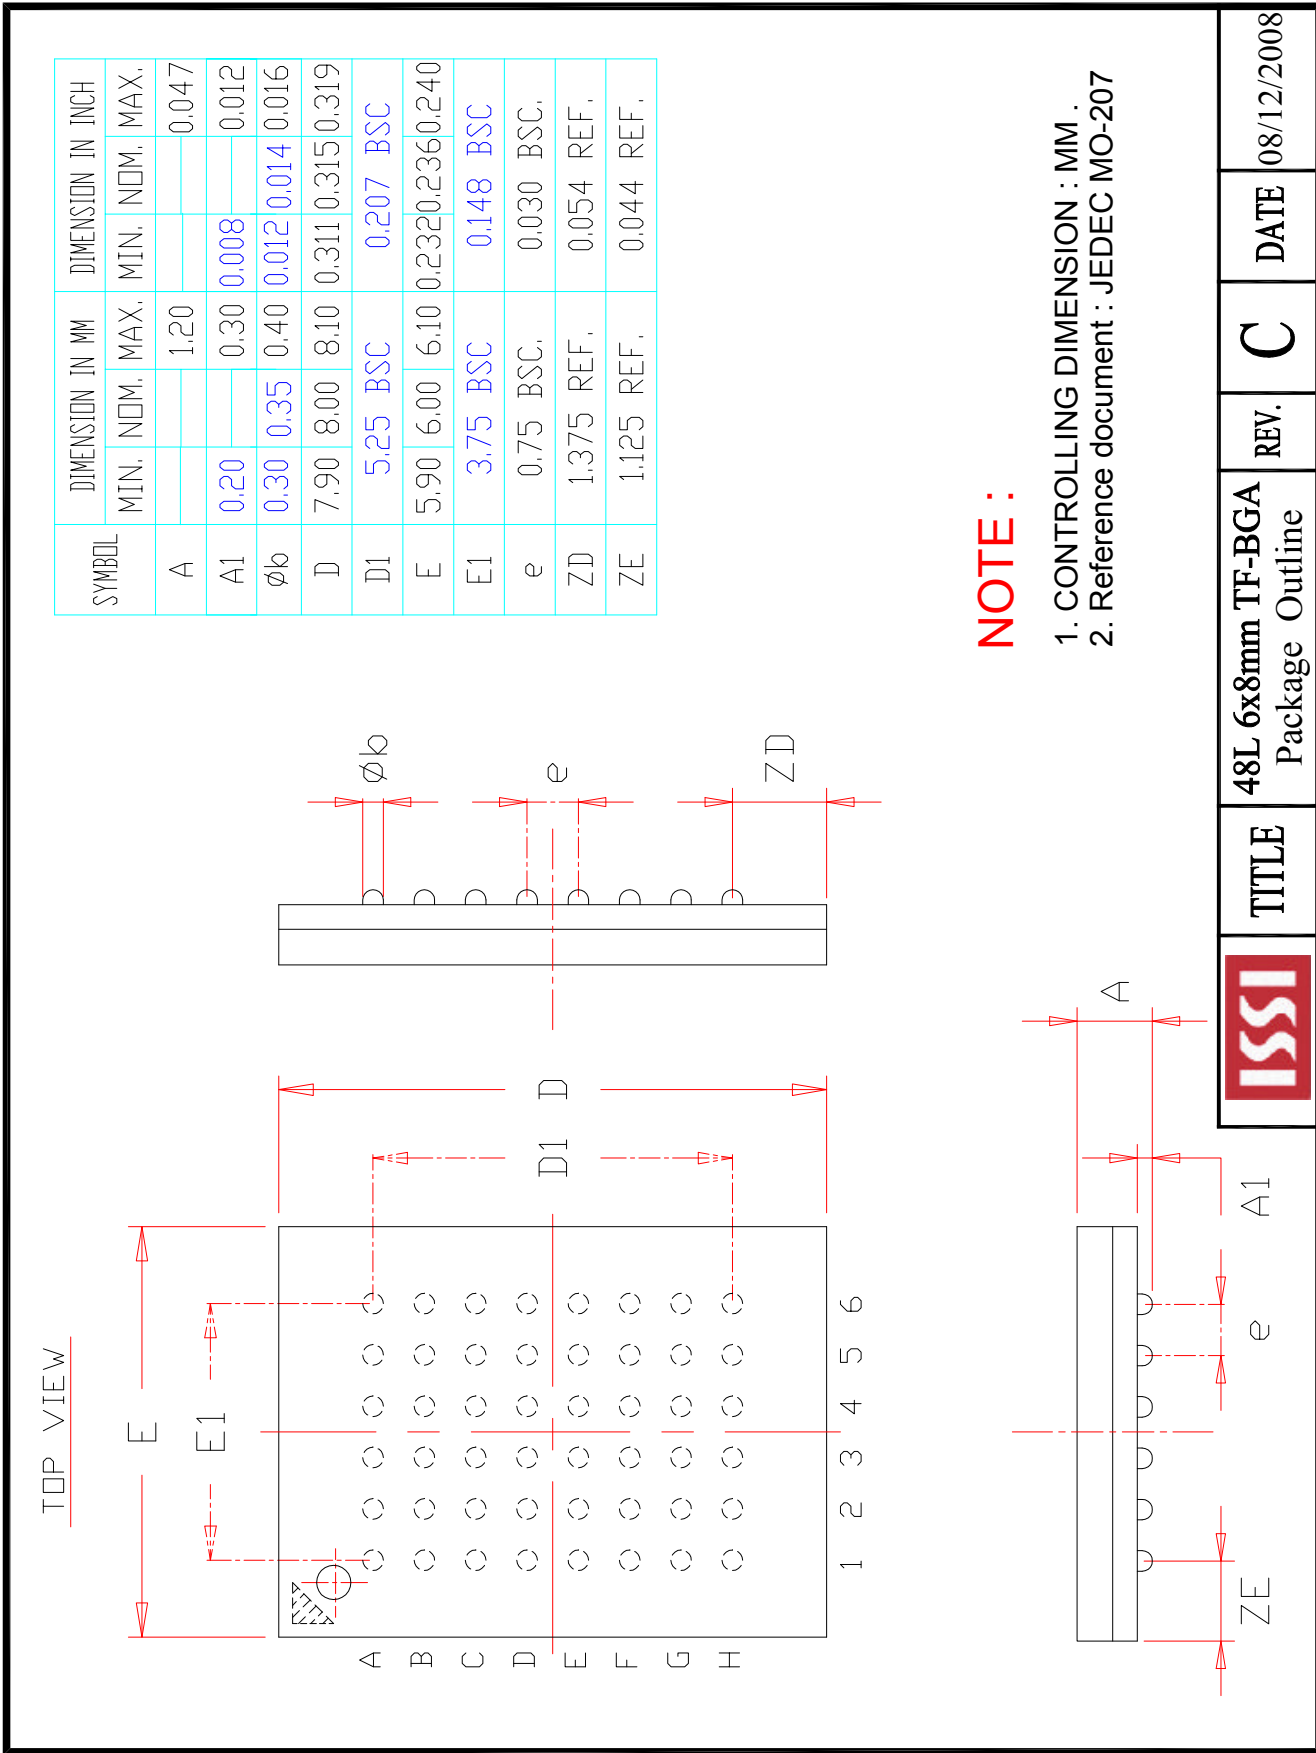 TOP VIEW
E
E1
D1 D
A
B
C
D
E
F
G
H
1 2 3 4 5 6
Øb
e
ZD
ZE
e
A1
A
SYMBOL DIMENSION IN MM DIMENSION IN INCH
MIN. NOM. MAX. MIN. NOM. MAX.
A 1.20 0.047
A1 0.20 0.30 0.008 0.012
Øb 0.30 0.35 0.40 0.012 0.014 0.016
D 7.90 8.00 8.10 0.311 0.315 0.319
D1 5.25 BSC 0.207 BSC
E 5.90 6.00 6.10 0.232 0.236 0.240
E1 3.75 BSC 0.148 BSC
e 0.75 BSC. 0.030 BSC.
ZD 1.375 REF. 0.054 REF.
ZE 1.125 REF. 0.044 REF.
NOTE :
1. CONTROLLING DIMENSION : MM .
2. Reference document : JEDEC MO-207
ISSI TITLE 48L 6x8mm TF-BGA
Package Outline
REV. C DATE 08/12/2008